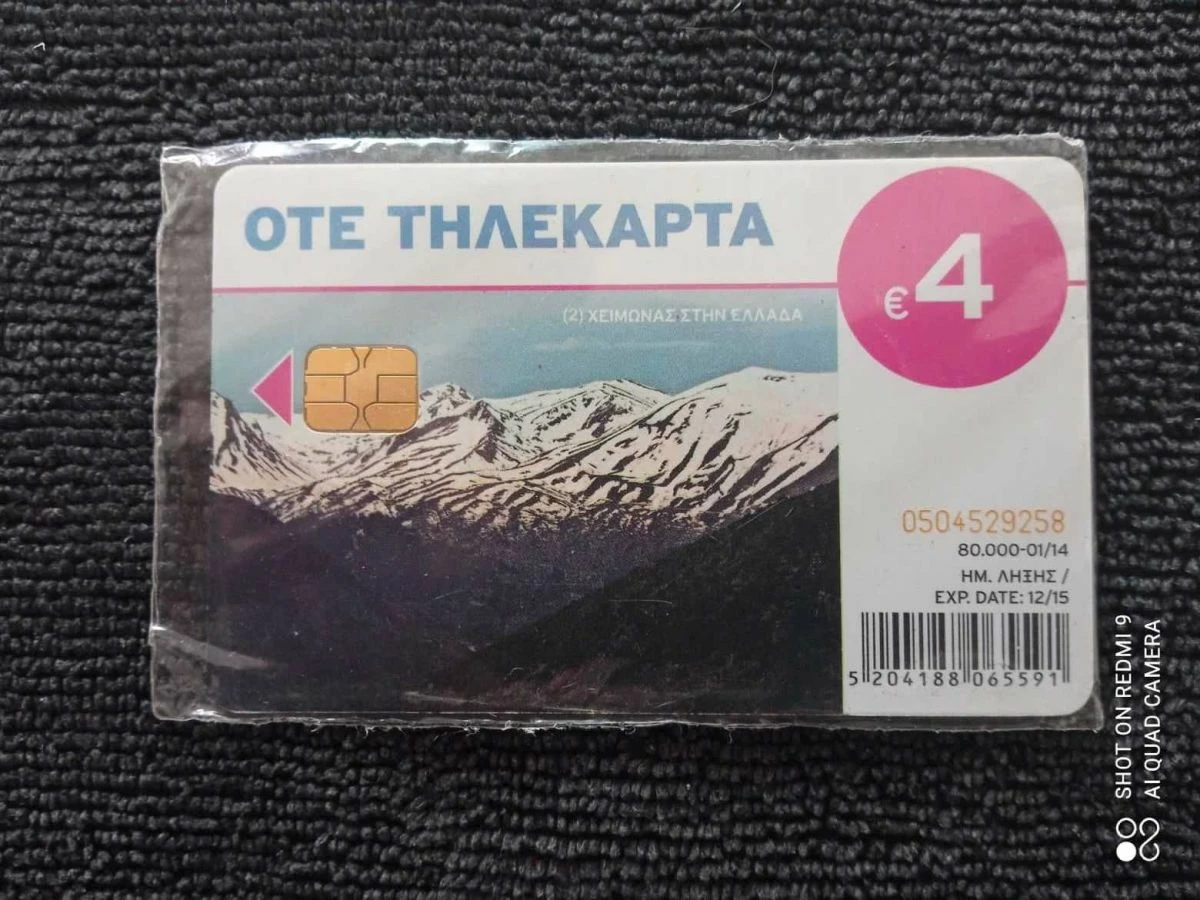 ΟΤΕ ΤΗΛΕΚΑΡΤΑ
€4
(2) ΧΕΙΜΩΝΑΣ ΣΤΗΝ ΕΛΛΑΔΑ
0504529258
80.000-01/14
ΗΜ. ΛΗΞΗΣ /
EXP. DATE: 12/15
5 204188 065591
SHOT ON REDMI 9
AI QUAD CAMERA